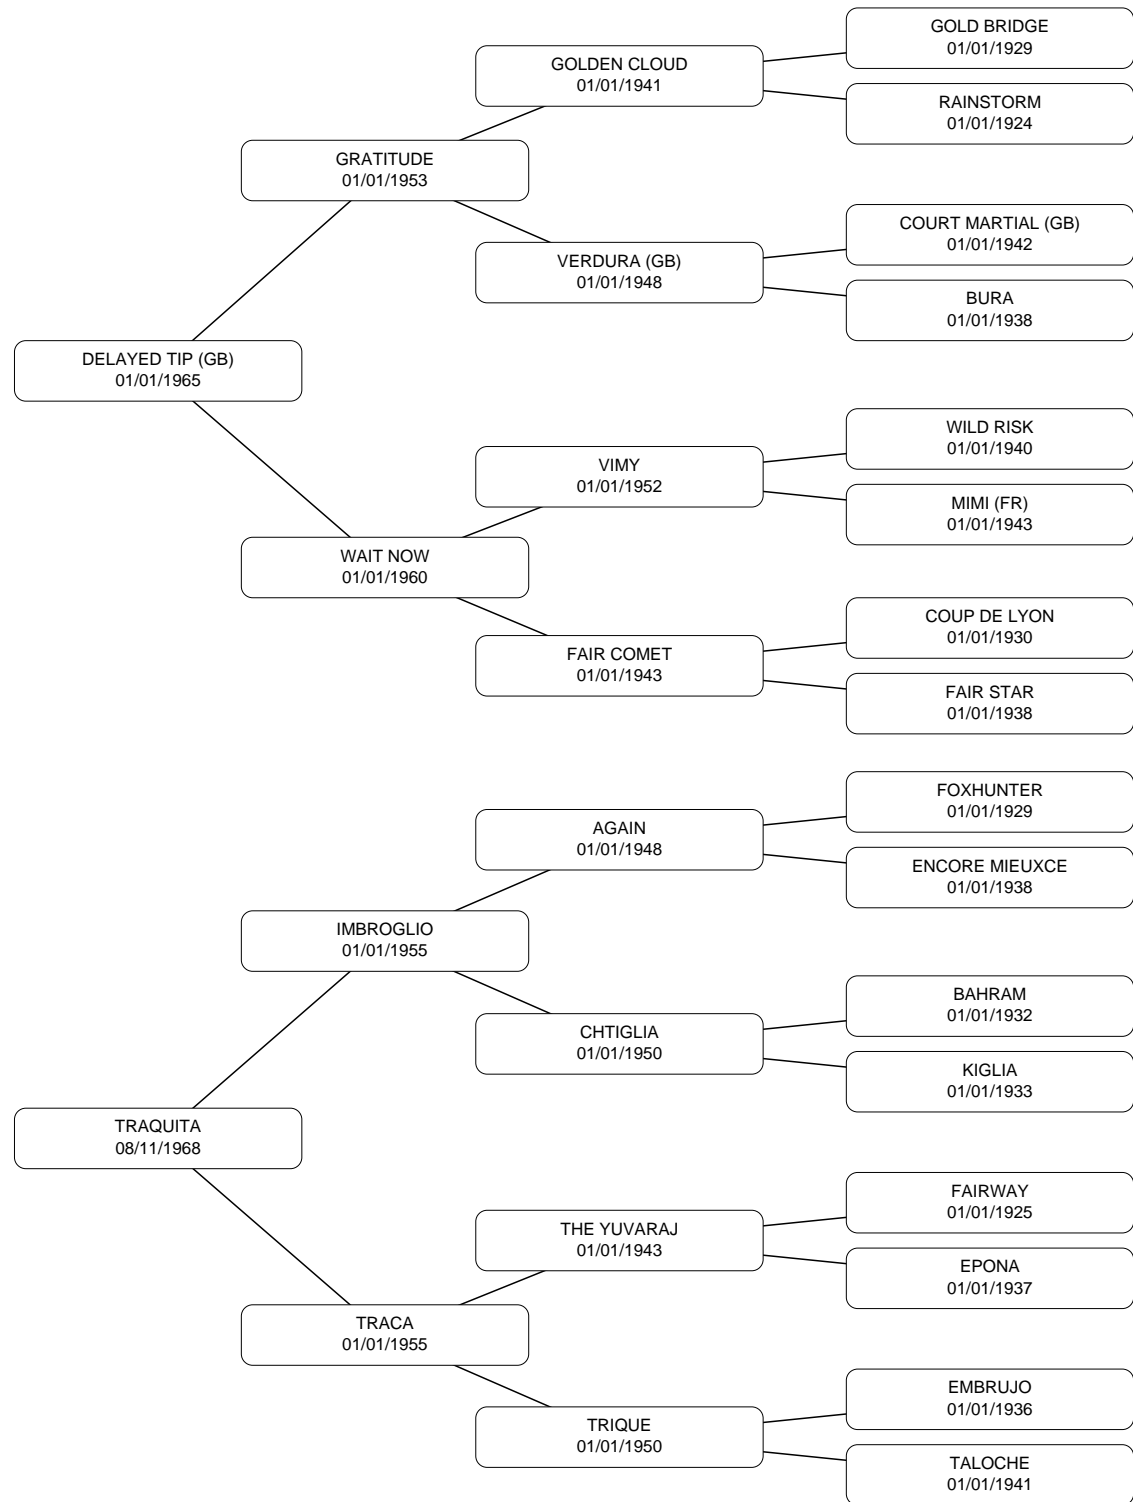 GOLD BRIDGE
01/01/1929
GOLDEN CLOUD
01/01/1941
RAINSTORM
01/01/1924
GRATITUDE
01/01/1953
COURT MARTIAL (GB)
01/01/1942
VERDURA (GB)
01/01/1948
BURA
01/01/1938
DELAYED TIP (GB)
01/01/1965
WILD RISK
01/01/1940
VIMY
01/01/1952
MIMI (FR)
01/01/1943
WAIT NOW
01/01/1960
COUP DE LYON
01/01/1930
FAIR COMET
01/01/1943
FAIR STAR
01/01/1938
FOXHUNTER
01/01/1929
AGAIN
01/01/1948
ENCORE MIEUXCE
01/01/1938
IMBROGLIO
01/01/1955
BAHRAM
01/01/1932
CHTIGLIA
01/01/1950
KIGLIA
01/01/1933
TRAQUITA
08/11/1968
FAIRWAY
01/01/1925
THE YUVARAJ
01/01/1943
EPONA
01/01/1937
TRACA
01/01/1955
EMBRUJO
01/01/1936
TRIQUE
01/01/1950
TALOCHE
01/01/1941